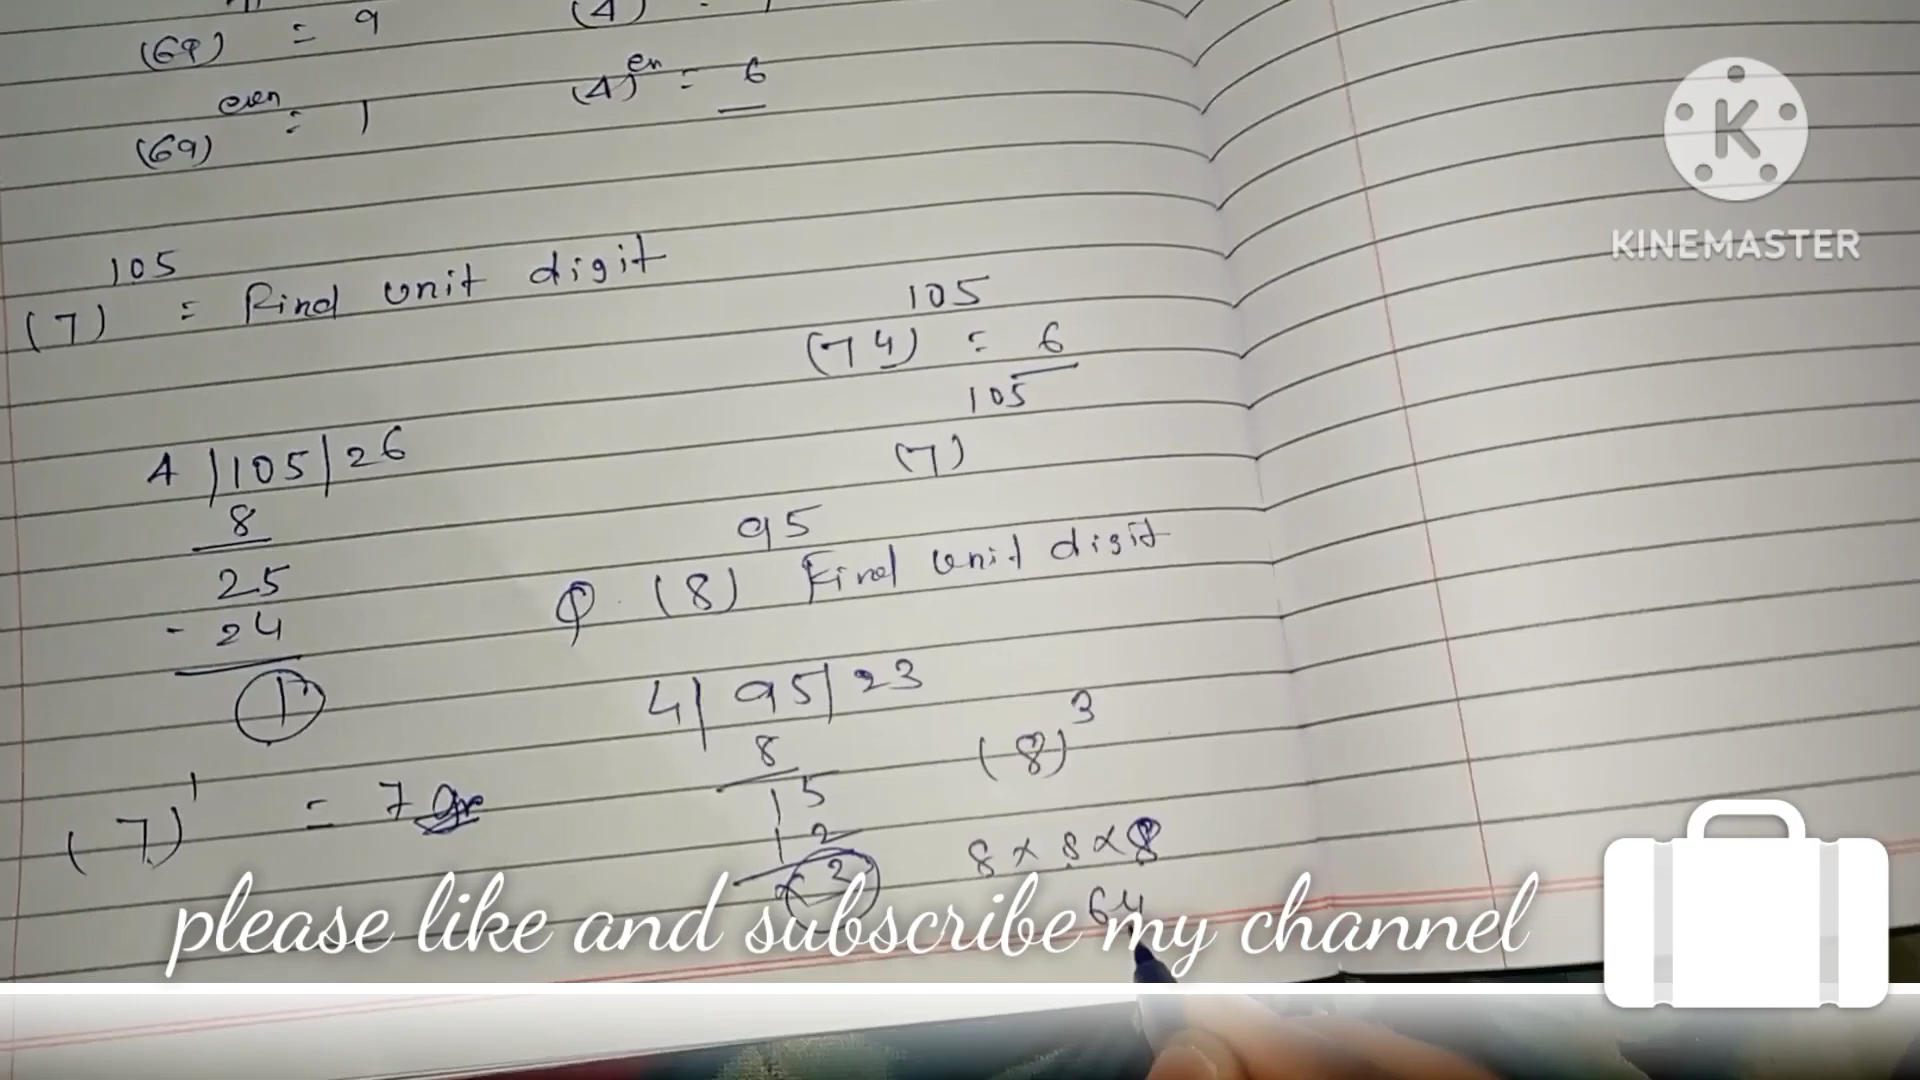 (69) = 9
(4)
(69)^even = 1
(4)^en = 6
(7)^105 = Find unit digit
(74)^105 = 6
(7)^105
4)105(26
8
25
- 24
1
(7)^1 = 7
Q. (8)^95 Find unit digit
4) 95) 23
8
15
12
3
(8)^3
8 × 8 × 8
64
KINEMASTER
please like and subscribe my channel